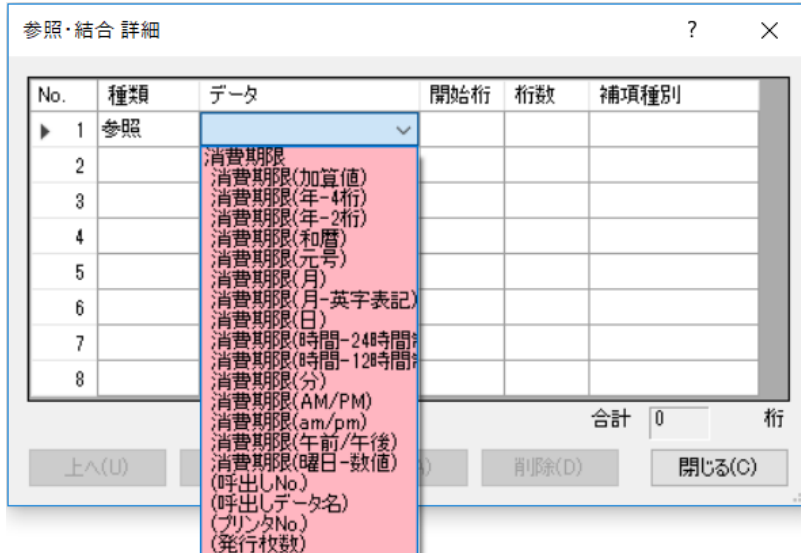 参照・結合 詳細 ?
No. 種類 データ 開始桁 桁数 補項種別
1 参照
2
3
4
5
6
7
8
消費期限
消費期限(加算値)
消費期限(年-4桁)
消費期限(年-2桁)
消費期限(和暦)
消費期限(元号)
消費期限(月)
消費期限(月-英字表記)
消費期限(日)
消費期限(時間-24時間
消費期限(時間-12時間
消費期限(分)
消費期限(AM/PM)
消費期限(am/pm)
消費期限(午前/午後)
消費期限(曜日-数値)
(呼出しNo.)
(呼出しデータ名)
(プリンタNo.)
(発行枚数)
合計 0 桁
上へ(U) 削除(D) 閉じる(C)